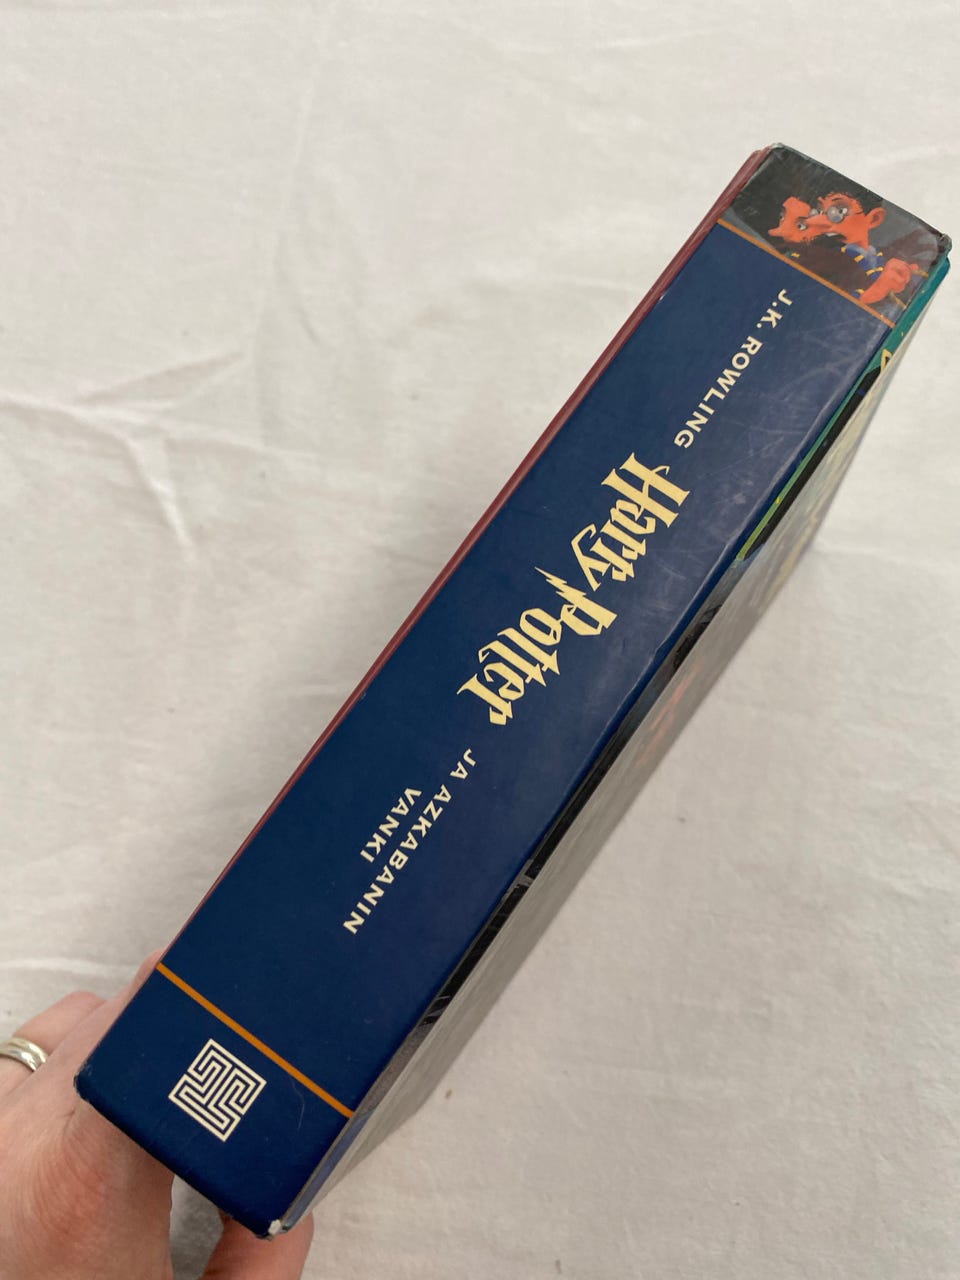 J.K. ROWLING
Harry Potter
JA AZKABANIN
VANKI